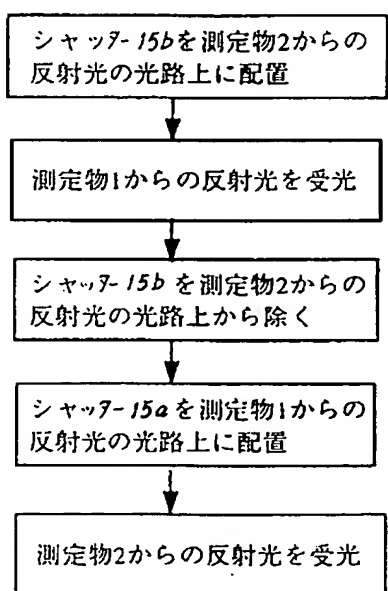 シャッター15bを測定物2からの
反射光の光路上に配置
測定物1からの反射光を受光
シャッター15bを測定物2からの
反射光の光路上から除く
シャッター15aを測定物1からの
反射光の光路上に配置
測定物2からの反射光を受光